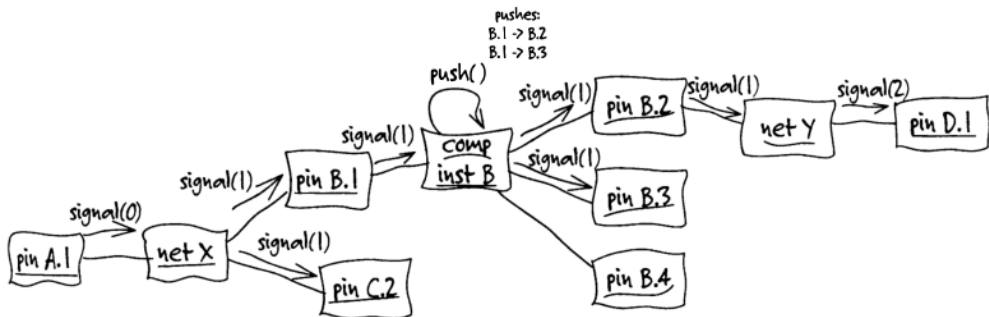 pushes:
B.1 -> B.2
B.1 -> B.3
push()
signal(1)
pin B.2
signal(1)
net Y
signal(2)
pin D.1
signal(1)
comp
inst B
signal(1)
pin B.3
signal(1)
pin B.1
signal(0)
pin A.1
net X
signal(1)
pin C.2
pin B.4